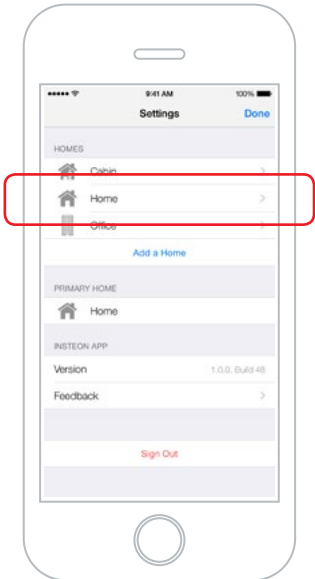 9:41 AM 100%
Settings Done
HOMES
Cabin
Home
Office
Add a Home
PRIMARY HOME
Home
INSTEON APP
Version 1.0.0. Build 48
Feedback
Sign Out